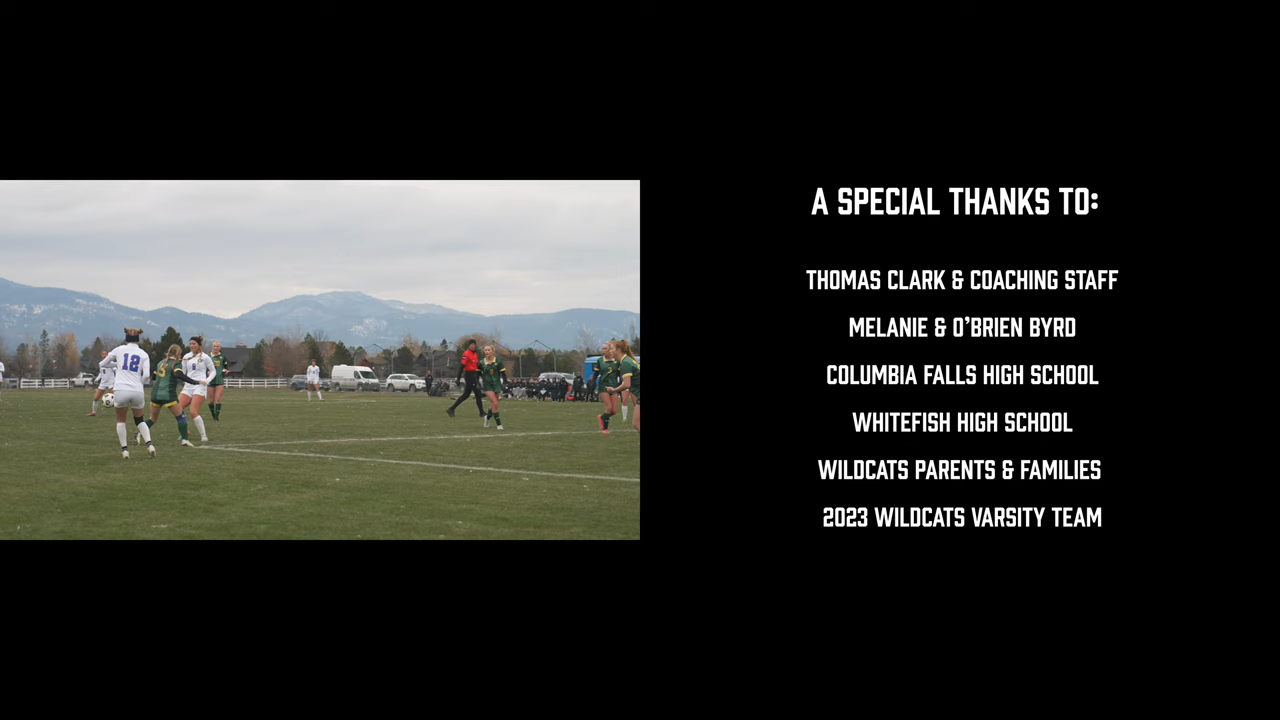 12
A SPECIAL THANKS TO:
THOMAS CLARK & COACHING STAFF
MELANIE & O'BRIEN BYRD
COLUMBIA FALLS HIGH SCHOOL
WHITEFISH HIGH SCHOOL
WILDCATS PARENTS & FAMILIES
2023 WILDCATS VARSITY TEAM